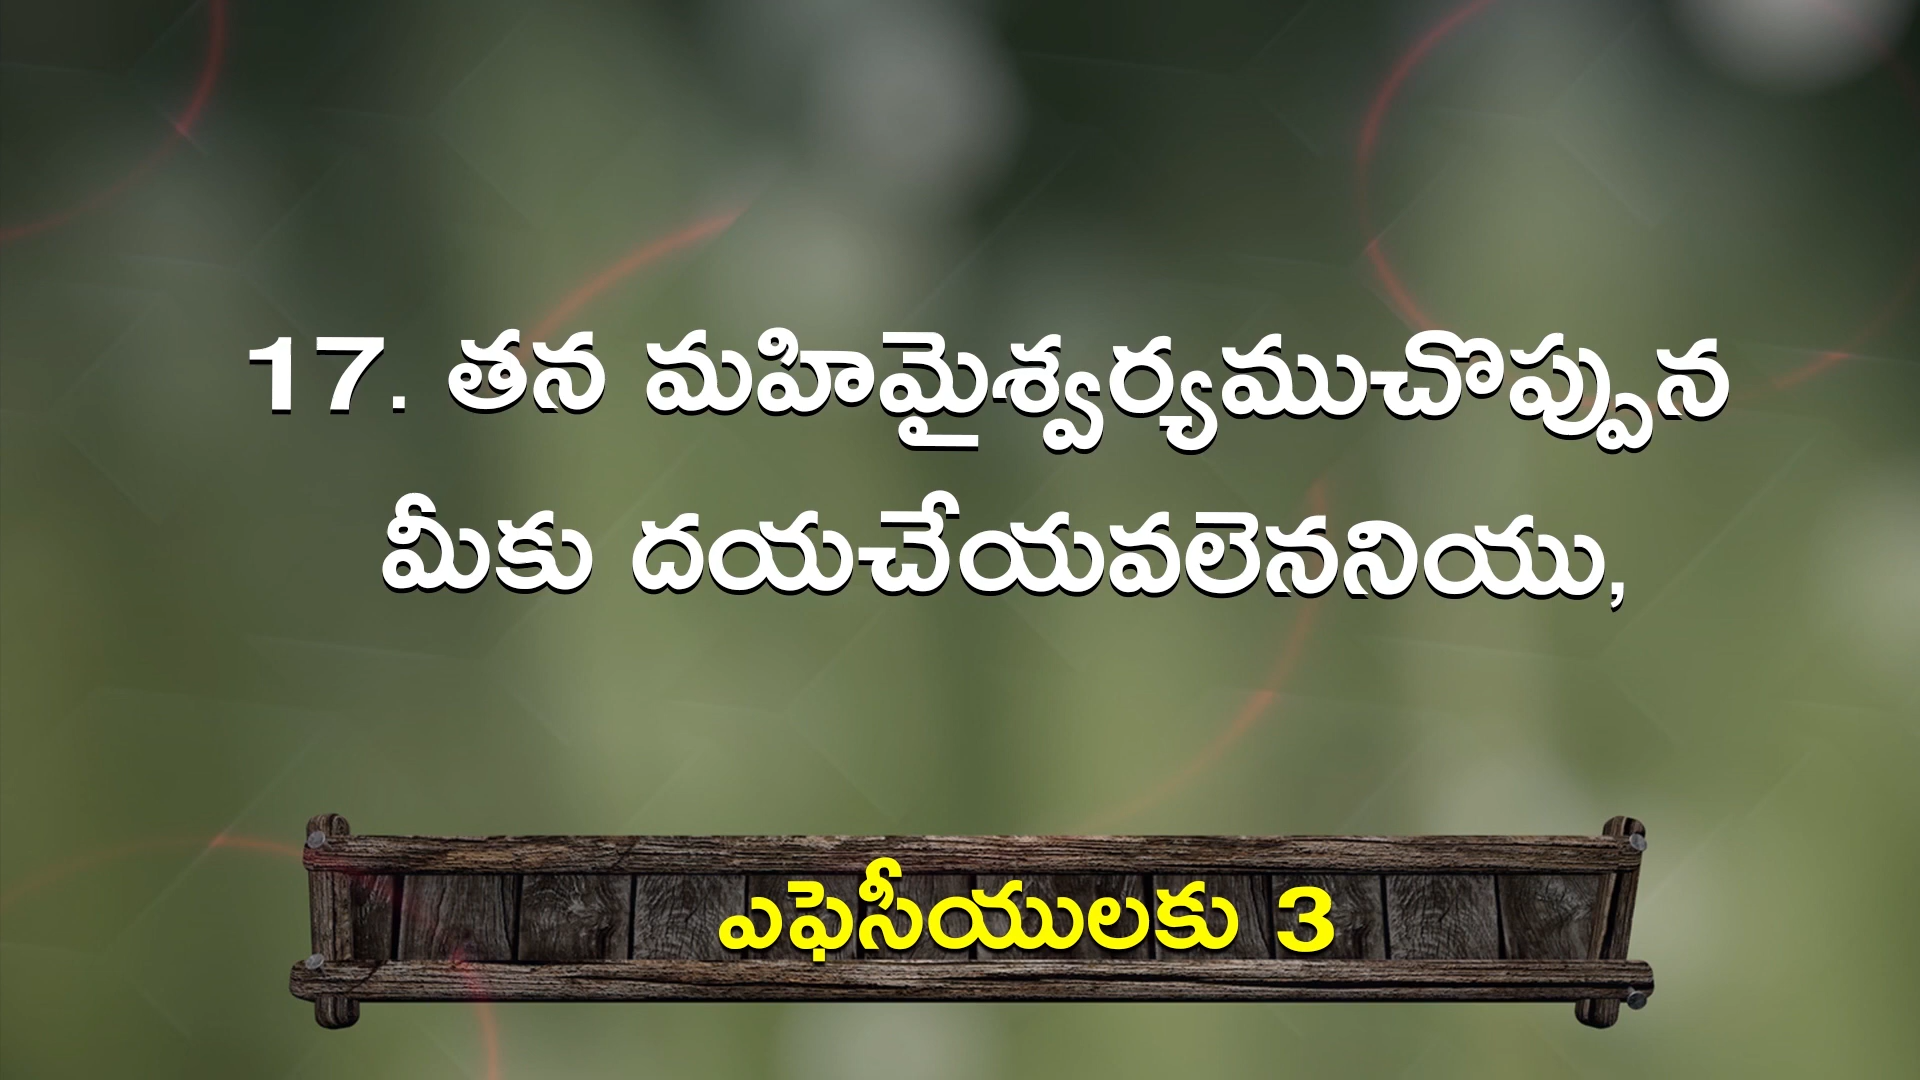 17. తన మహిమైశ్వర్యముచొప్పున
మీకు దయచేయవలెననియు,
ఎఫెసీయులకు 3